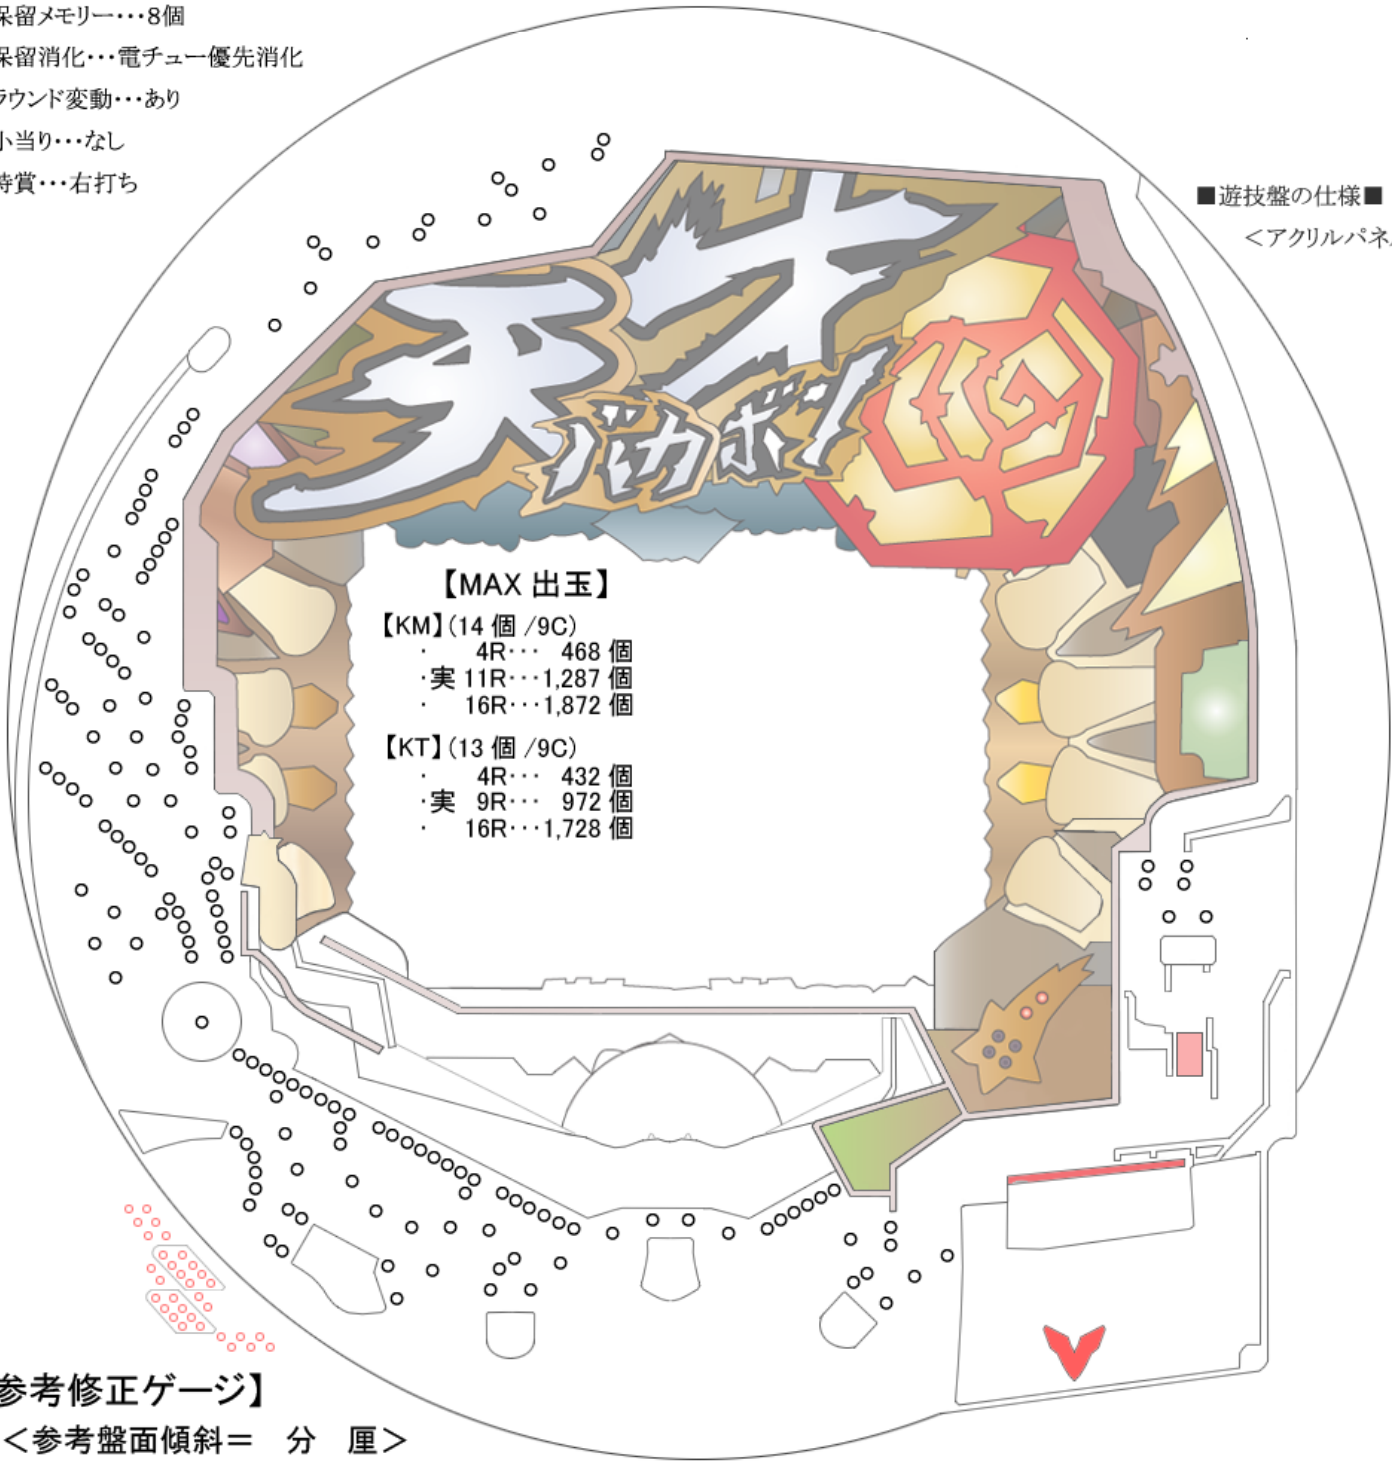 保留メモリー･･･8個
保留消化･･･電チュー優先消化
ラウンド変動･･･あり
小当り･･･なし
特賞･･･右打ち
■遊技盤の仕様■
＜アクリルパネル
天才
バカボン
【MAX 出玉】
【KM】(14 個 /9C)
・ 4R･･･ 468 個
・実 11R･･･1,287 個
・ 16R･･･1,872 個
【KT】(13 個 /9C)
・ 4R･･･ 432 個
・実 9R･･･ 972 個
・ 16R･･･1,728 個
参考修正ゲージ】
＜参考盤面傾斜＝ 分 厘＞